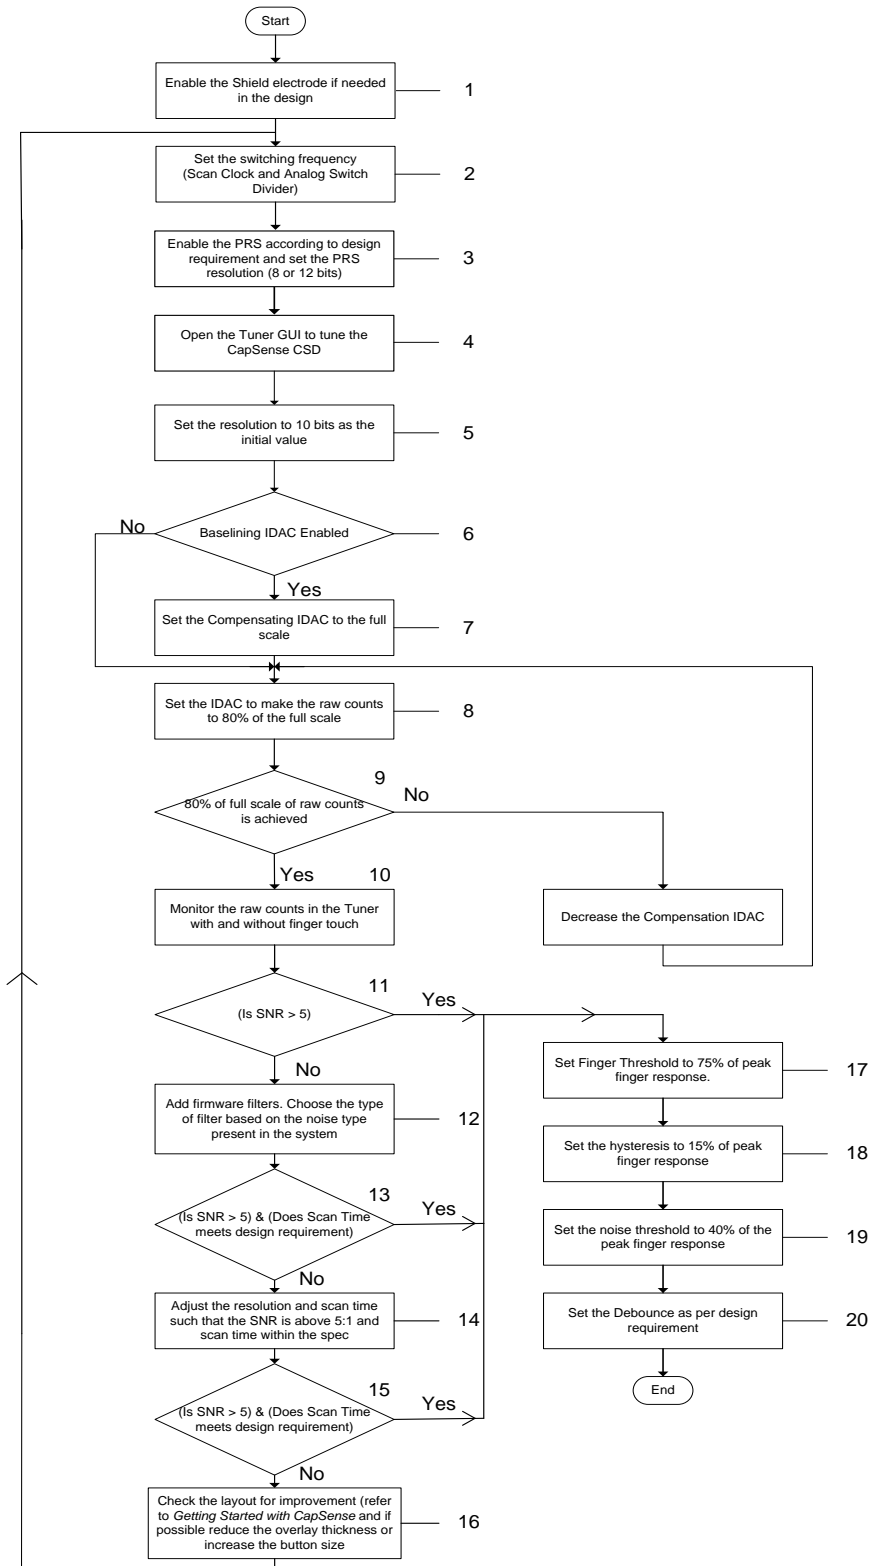 Start
Enable the Shield electrode if needed
in the design
1
Set the switching frequency
(Scan Clock and Analog Switch
Divider)
2
Enable the PRS according to design
requirement and set the PRS
resolution (8 or 12 bits)
3
Open the Tuner GUI to tune the
CapSense CSD
4
Set the resolution to 10 bits as the
initial value
5
No
Baselining IDAC Enabled
6
Yes
Set the Compensating IDAC to the full
scale
7
Set the IDAC to make the raw counts
to 80% of the full scale
8
9
80% of full scale of raw counts
is achieved
No
Yes
10
Monitor the raw counts in the Tuner
with and without finger touch
Decrease the Compensation IDAC
11
(Is SNR > 5)
Yes
No
Add firmware filters. Choose the type
of filter based on the noise type
present in the system
12
13
(Is SNR > 5) & (Does Scan Time
meets design requirement)
Yes
No
Adjust the resolution and scan time
such that the SNR is above 5:1 and
scan time within the spec
14
15
(Is SNR > 5) & (Does Scan Time
meets design requirement)
Yes
No
Check the layout for improvement (refer
to Getting Started with CapSense and if
possible reduce the overlay thickness or
increase the button size
16
Set Finger Threshold to 75% of peak
finger response.
17
Set the hysteresis to 15% of peak
finger response
18
Set the noise threshold to 40% of the
peak finger response
19
Set the Debounce as per design
requirement
20
End